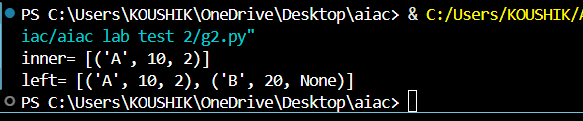 PS C:\Users\KOUSHIK\OneDrive\Desktop\aiac> & C:/Users/KOUSHIK/
iac/aiac lab test 2/g2.py"
inner= [('A', 10, 2)]
left= [('A', 10, 2), ('B', 20, None)]
PS C:\Users\KOUSHIK\OneDrive\Desktop\aiac>